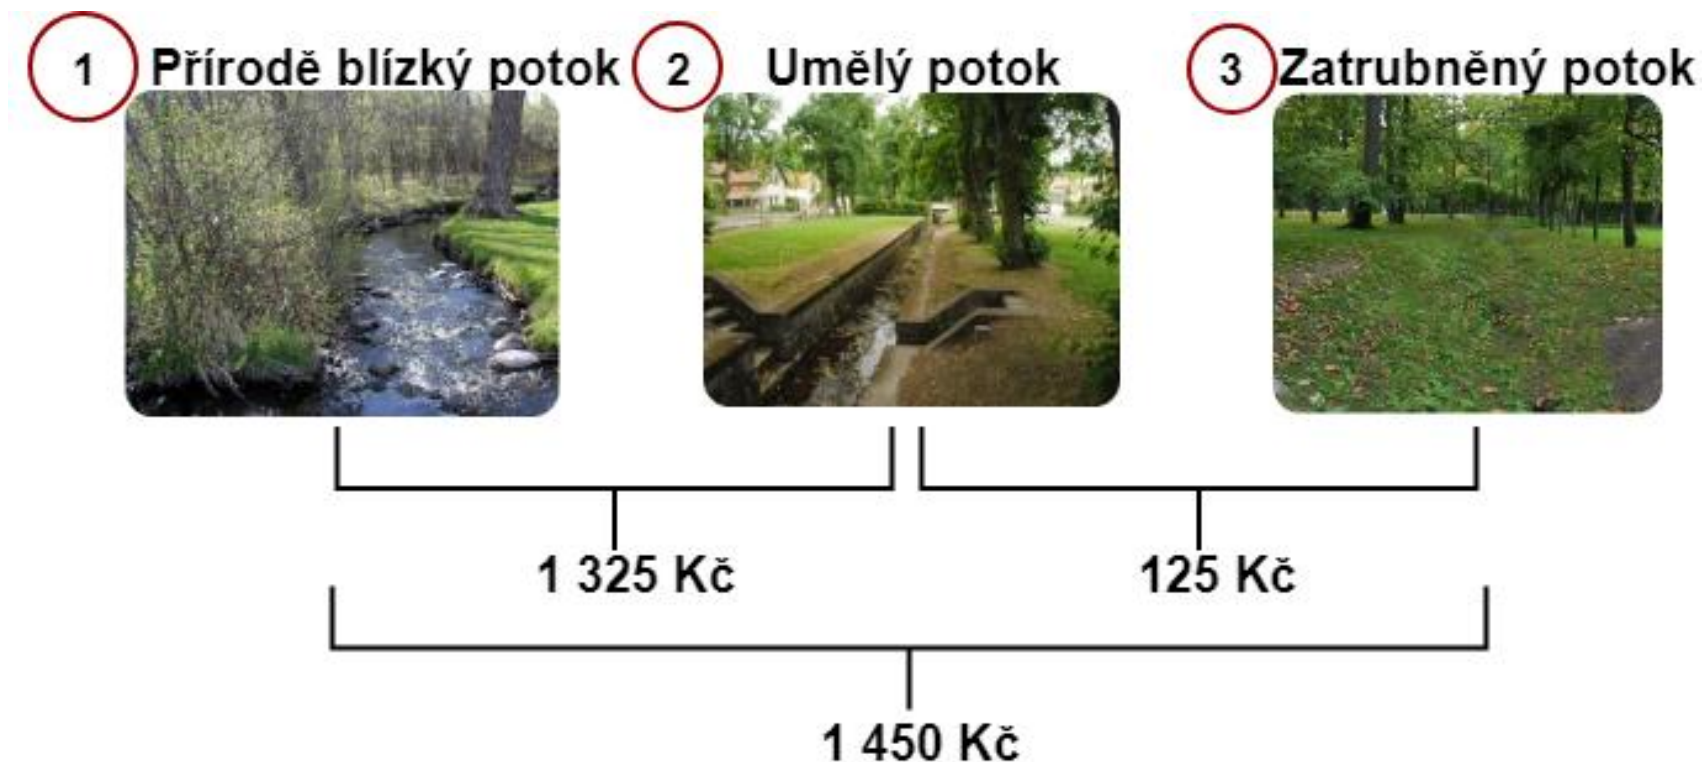 1 Přírodě blízký potok 2 Umělý potok 3 Zatrubněný potok
1 325 Kč 125 Kč
1 450 Kč